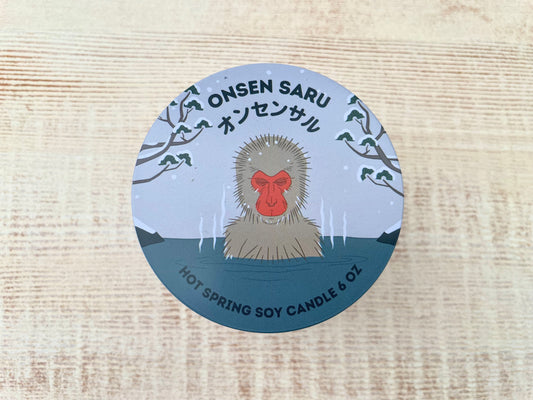 ONSEN SARU
オンセンサル
HOT SPRING SOY CANDLE 6 OZ